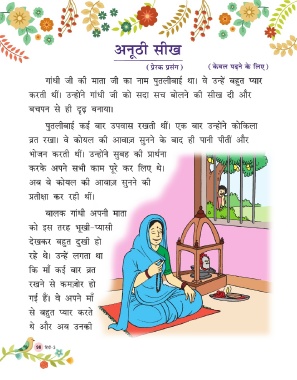 अनूठी सीख
(प्रेरक प्रसंग)
(केवल पढ़ने के लिए)
गांधी जी की माता जी का नाम पुतलीबाई था। वे उन्हें बहुत प्यार
करती थीं। उन्होंने गांधी जी को सदा सच बोलने की सीख दी और
बचपन से ही दृढ़ बनाया।
पुतलीबाई कई बार उपवास रखती थीं। एक बार उन्होंने कोकिला
व्रत रखा। वे कोयल की आवाज़ सुनने के बाद ही पानी पीतीं और
भोजन करती थीं। उन्होंने सुबह की प्रार्थना
करके अपने सभी काम पूरे कर लिए थे।
अब वे कोयल की आवाज़ सुनने की
प्रतीक्षा कर रही थीं।
बालक गांधी अपनी माता
को इस तरह भूखी-प्यासी
देखकर बहुत दुखी हो
रहे थे। उन्हें लगता था
कि माँ कई बार व्रत
रखने से कमज़ोर हो
गई हैं। वे अपने माँ
से बहुत प्यार करते
थे और अब उनकी